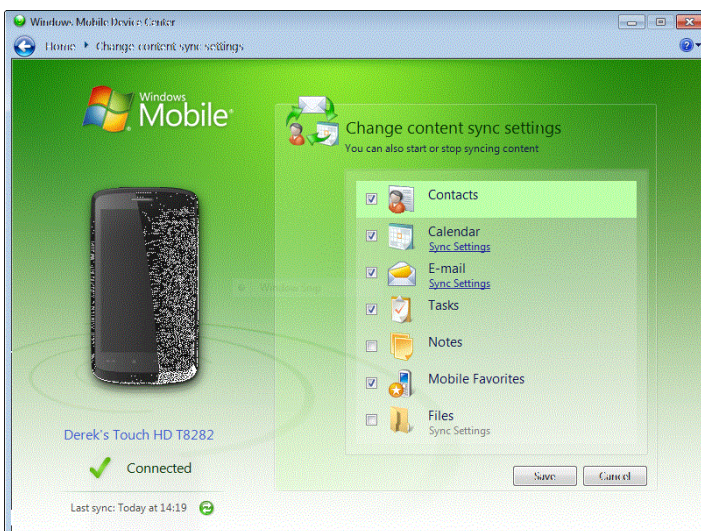 Windows Mobile Device Center
Home Change content sync settings
Windows
Mobile
Change content sync settings
You can also start or stop syncing content
Contacts
Calendar
Sync Settings
E-mail
Sync Settings
Tasks
Notes
Mobile Favorites
Files
Sync Settings
Derek's Touch HD T8282
Connected
Last sync: Today at 14:19
Save
Cancel